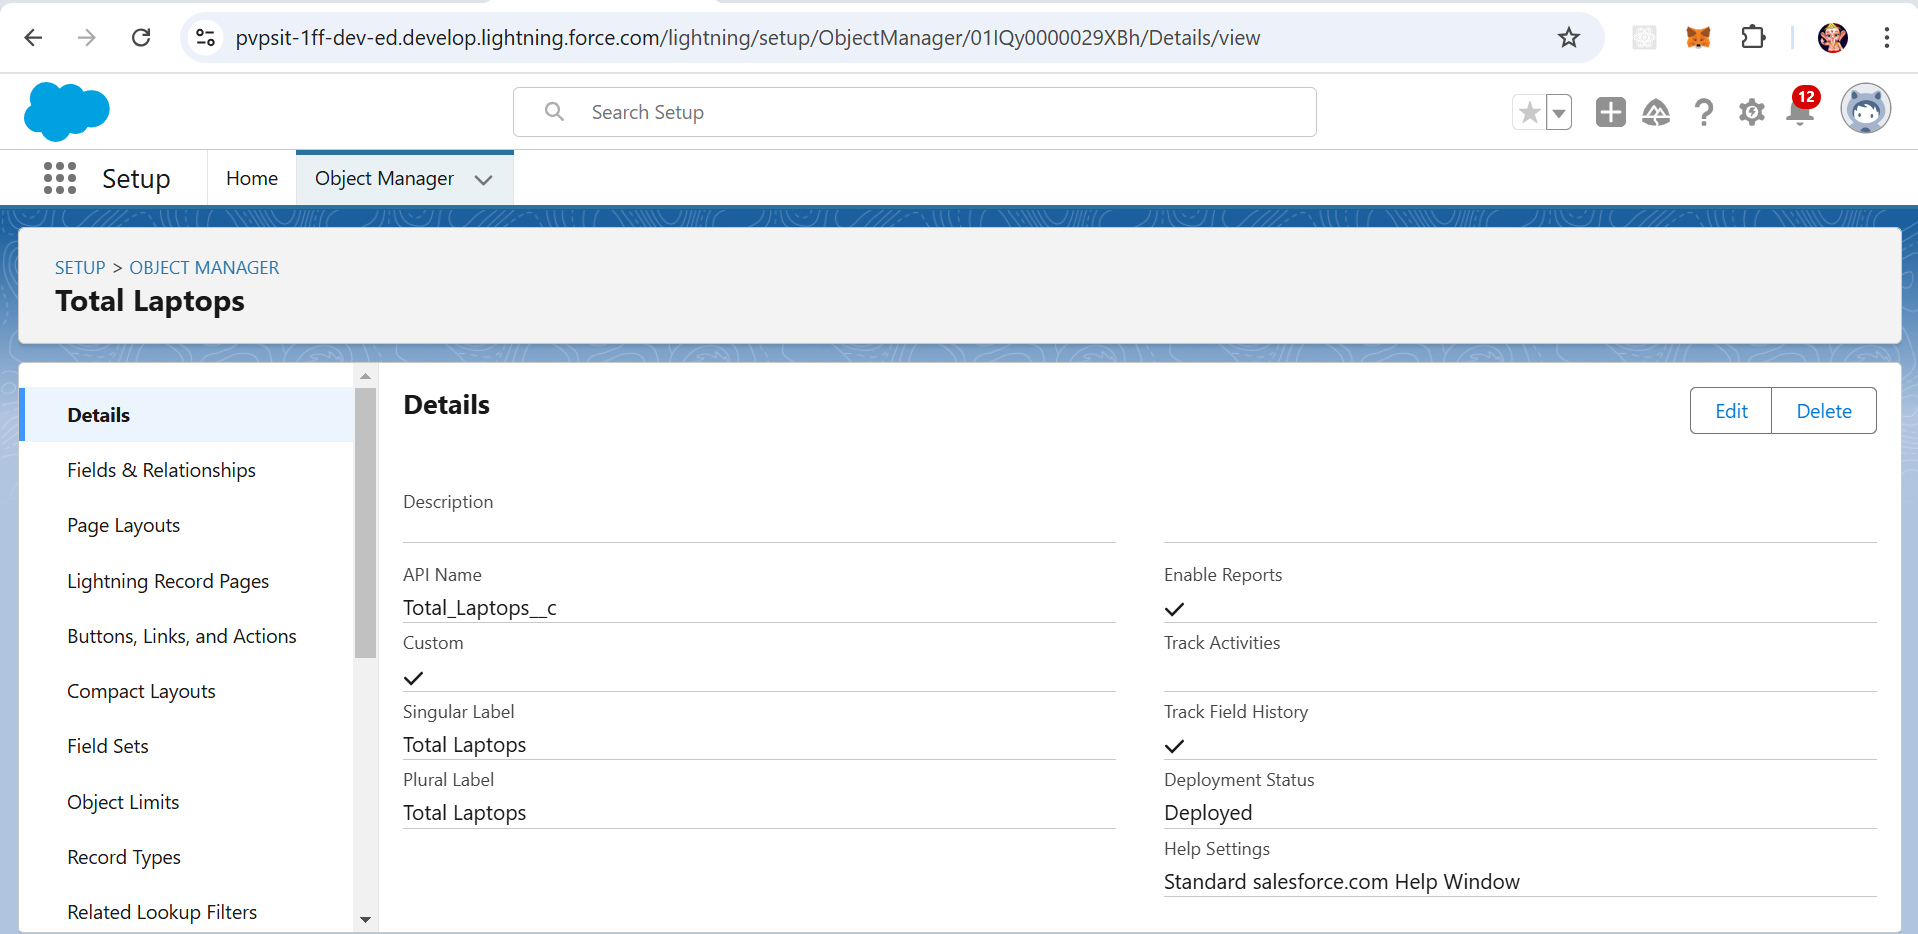 pvpsit-1ff-dev-ed.develop.lightning.force.com/lightning/setup/ObjectManager/01IQy0000029XBh/Details/view
Search Setup
12
Setup
Home
Object Manager
SETUP > OBJECT MANAGER
Total Laptops
Details
Fields & Relationships
Page Layouts
Lightning Record Pages
Buttons, Links, and Actions
Compact Layouts
Field Sets
Object Limits
Record Types
Related Lookup Filters
Details
Edit
Delete
Description
API Name
Total_Laptops__c
Custom
Singular Label
Total Laptops
Plural Label
Total Laptops
Enable Reports
Track Activities
Track Field History
Deployment Status
Deployed
Help Settings
Standard salesforce.com Help Window